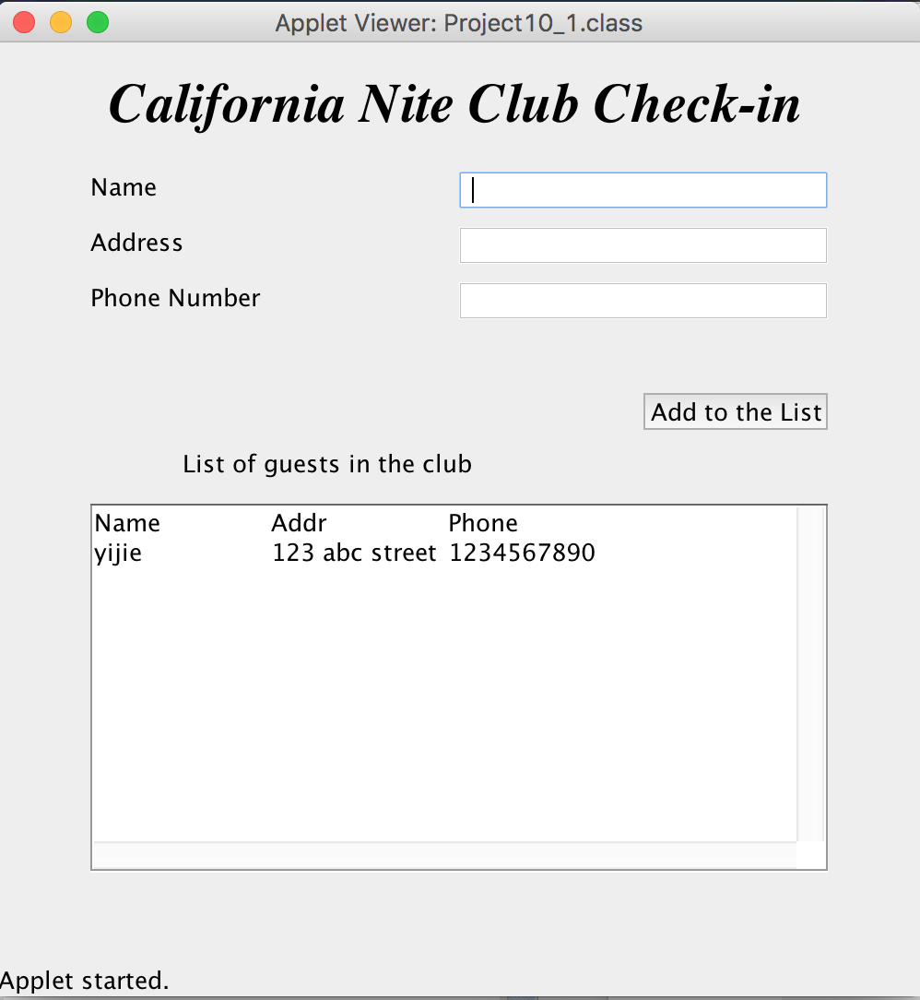 Applet Viewer: Project10_1.class
California Nite Club Check-in
Name
Address
Phone Number
Add to the List
List of guests in the club
Name Addr Phone
yijie 123 abc street 1234567890
Applet started.